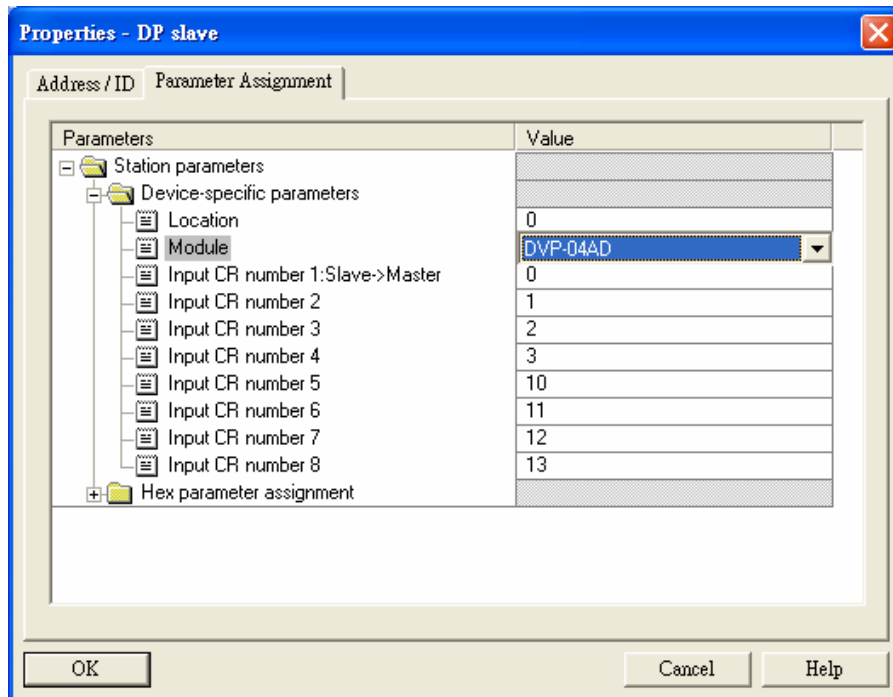 Properties - DP slave
Address / ID Parameter Assignment
Parameters Value
Station parameters
Device-specific parameters
Location 0
Module DVP-04AD
Input CR number 1:Slave->Master 0
Input CR number 2 1
Input CR number 3 2
Input CR number 4 3
Input CR number 5 10
Input CR number 6 11
Input CR number 7 12
Input CR number 8 13
Hex parameter assignment
OK Cancel Help